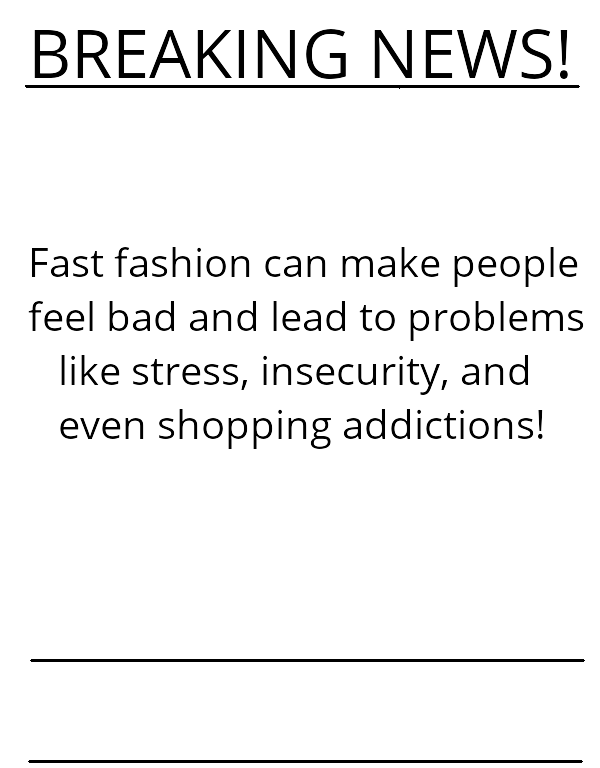 BREAKING NEWS!
Fast fashion can make people
feel bad and lead to problems
like stress, insecurity, and
even shopping addictions!